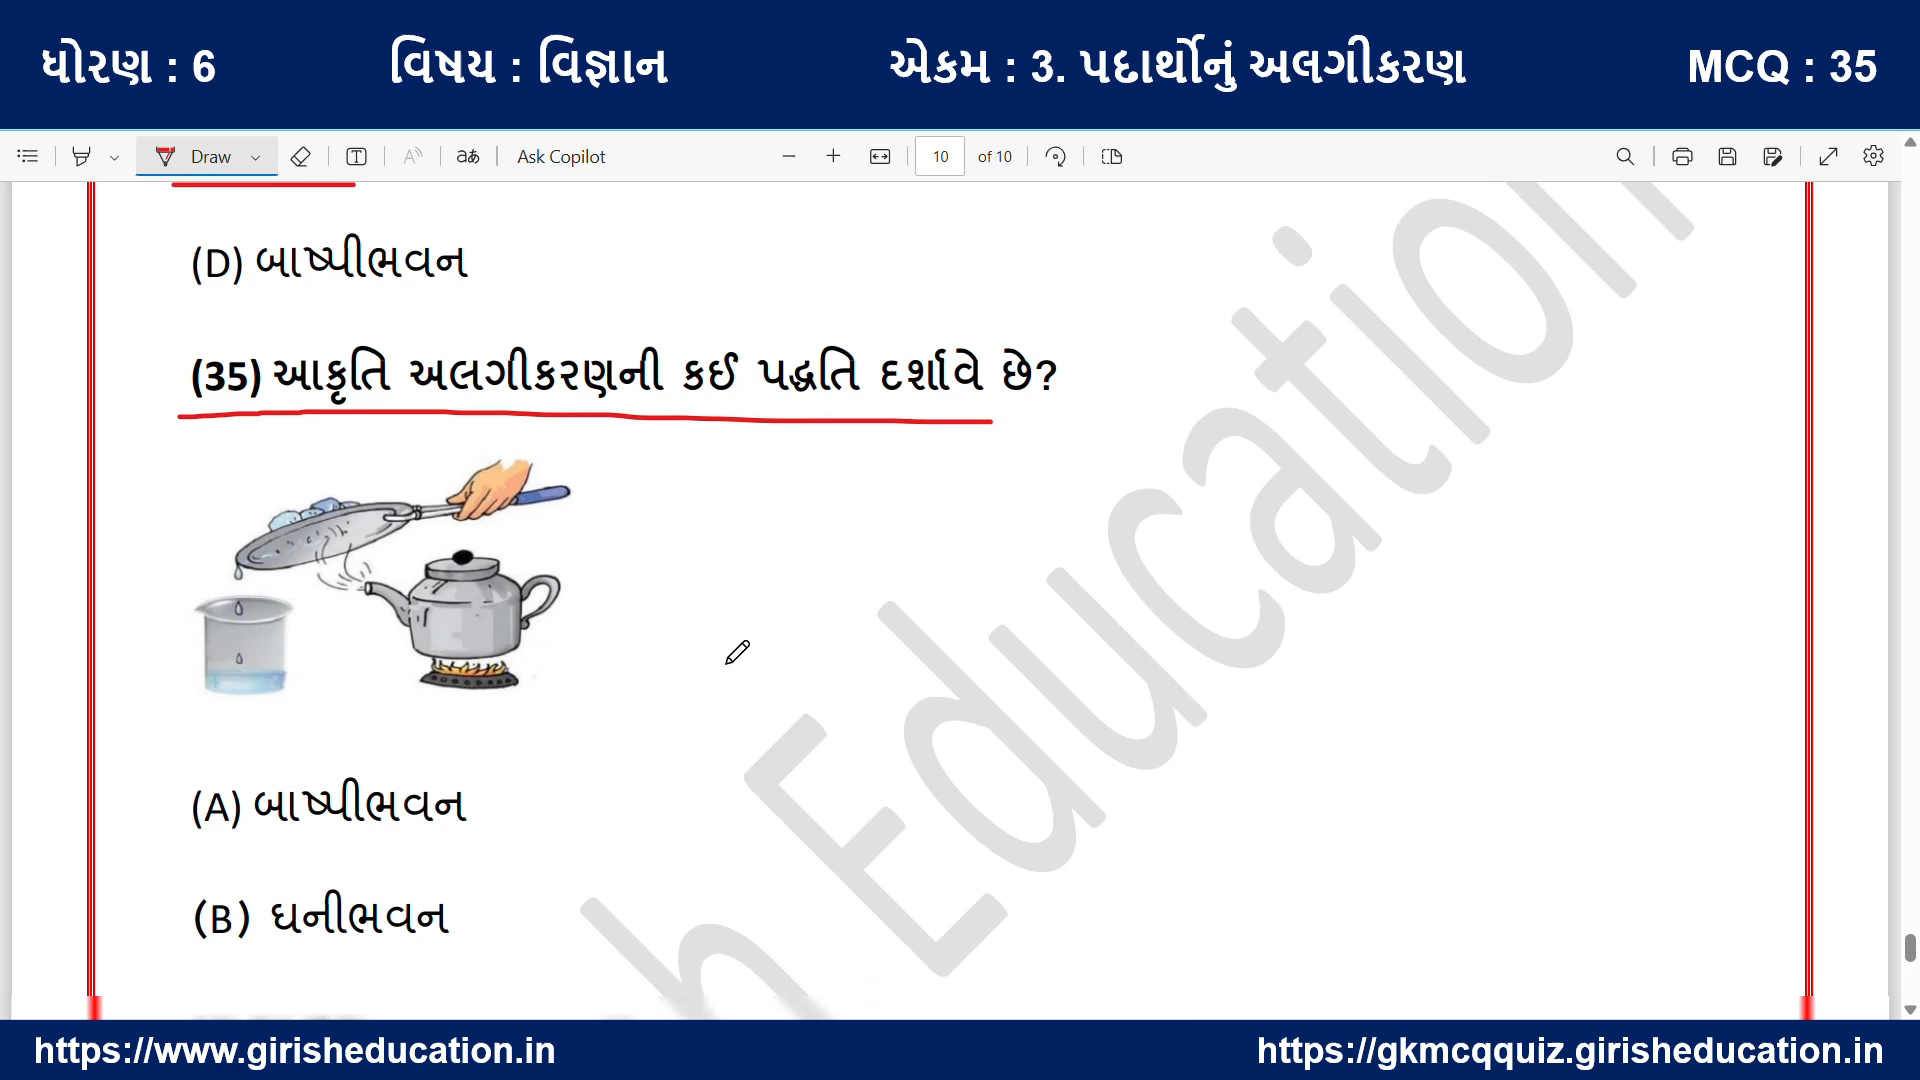 ધોરણ : 6 વિષય : વિજ્ઞાન એકમ : 3. પદાર્થોનું અલગીકરણ MCQ : 35
Draw Ask Copilot 10 of 10
(D) બાષ્પીભવન
(35) આકૃતિ અલગીકરણની કઈ પદ્ધતિ દર્શાવે છે?
(A) બાષ્પીભવન
(B) ઘનીભવન
h Education
https://www.girisheducation.in https://gkmcqquiz.girisheducation.in